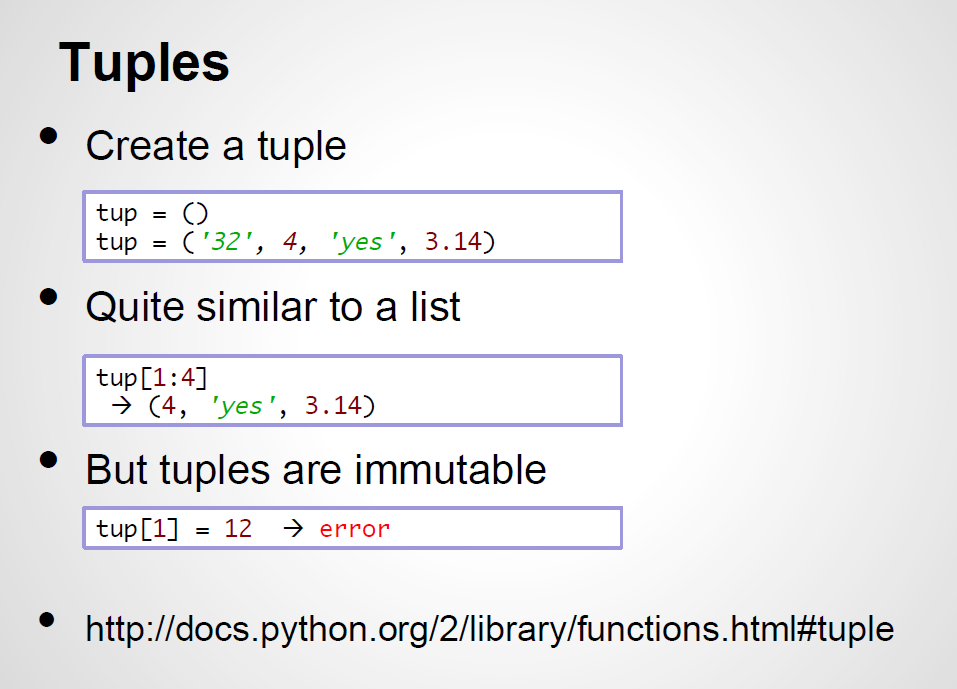 Tuples
• Create a tuple
tup = ()
tup = ('32', 4, 'yes', 3.14)
• Quite similar to a list
tup[1:4]
→ (4, 'yes', 3.14)
• But tuples are immutable
tup[1] = 12 → error
• http://docs.python.org/2/library/functions.html#tuple